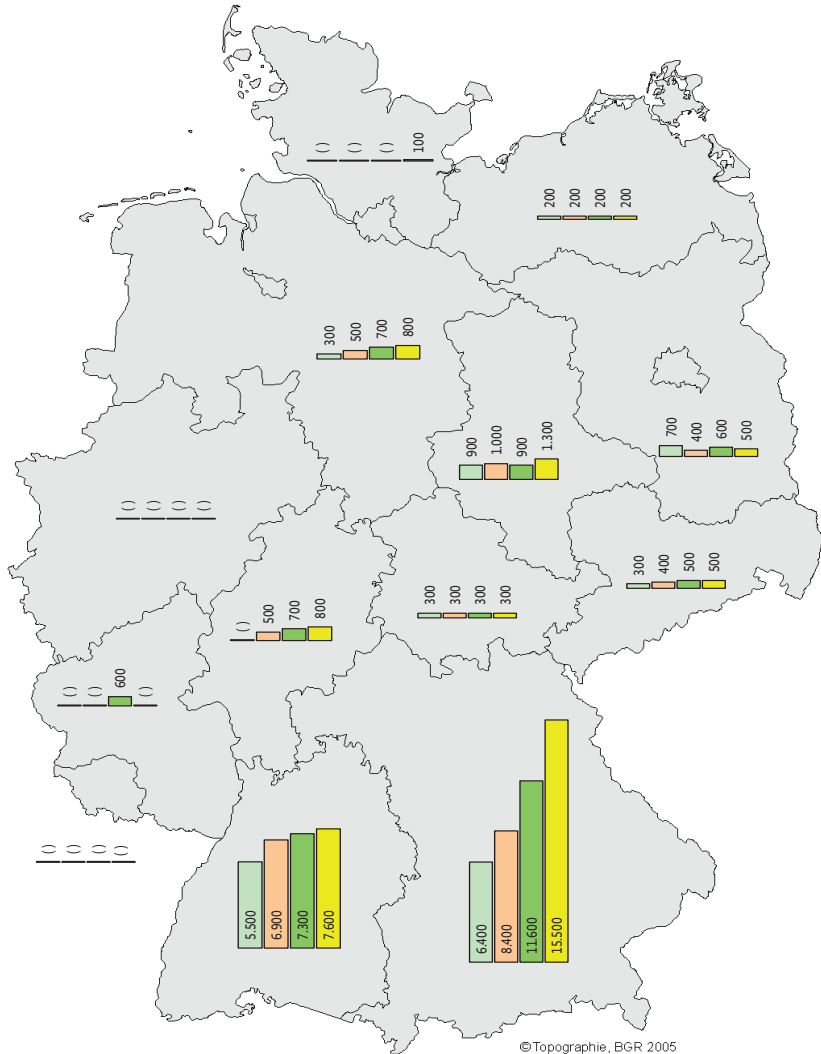 ( ) ( ) ( ) 100
200 200 200 200
300 500 700 800
900 1.000 900 1.300
700 400 600 500
( ) ( ) ( ) ( )
300 400 500 500
( ) 500 700 800
300 300 300 300
( ) ( ) 600 ( )
( ) ( ) ( ) ( )
5.500 6.900 7.300 7.600
6.400 8.400 11.600 15.500
©Topographie, BGR 2005